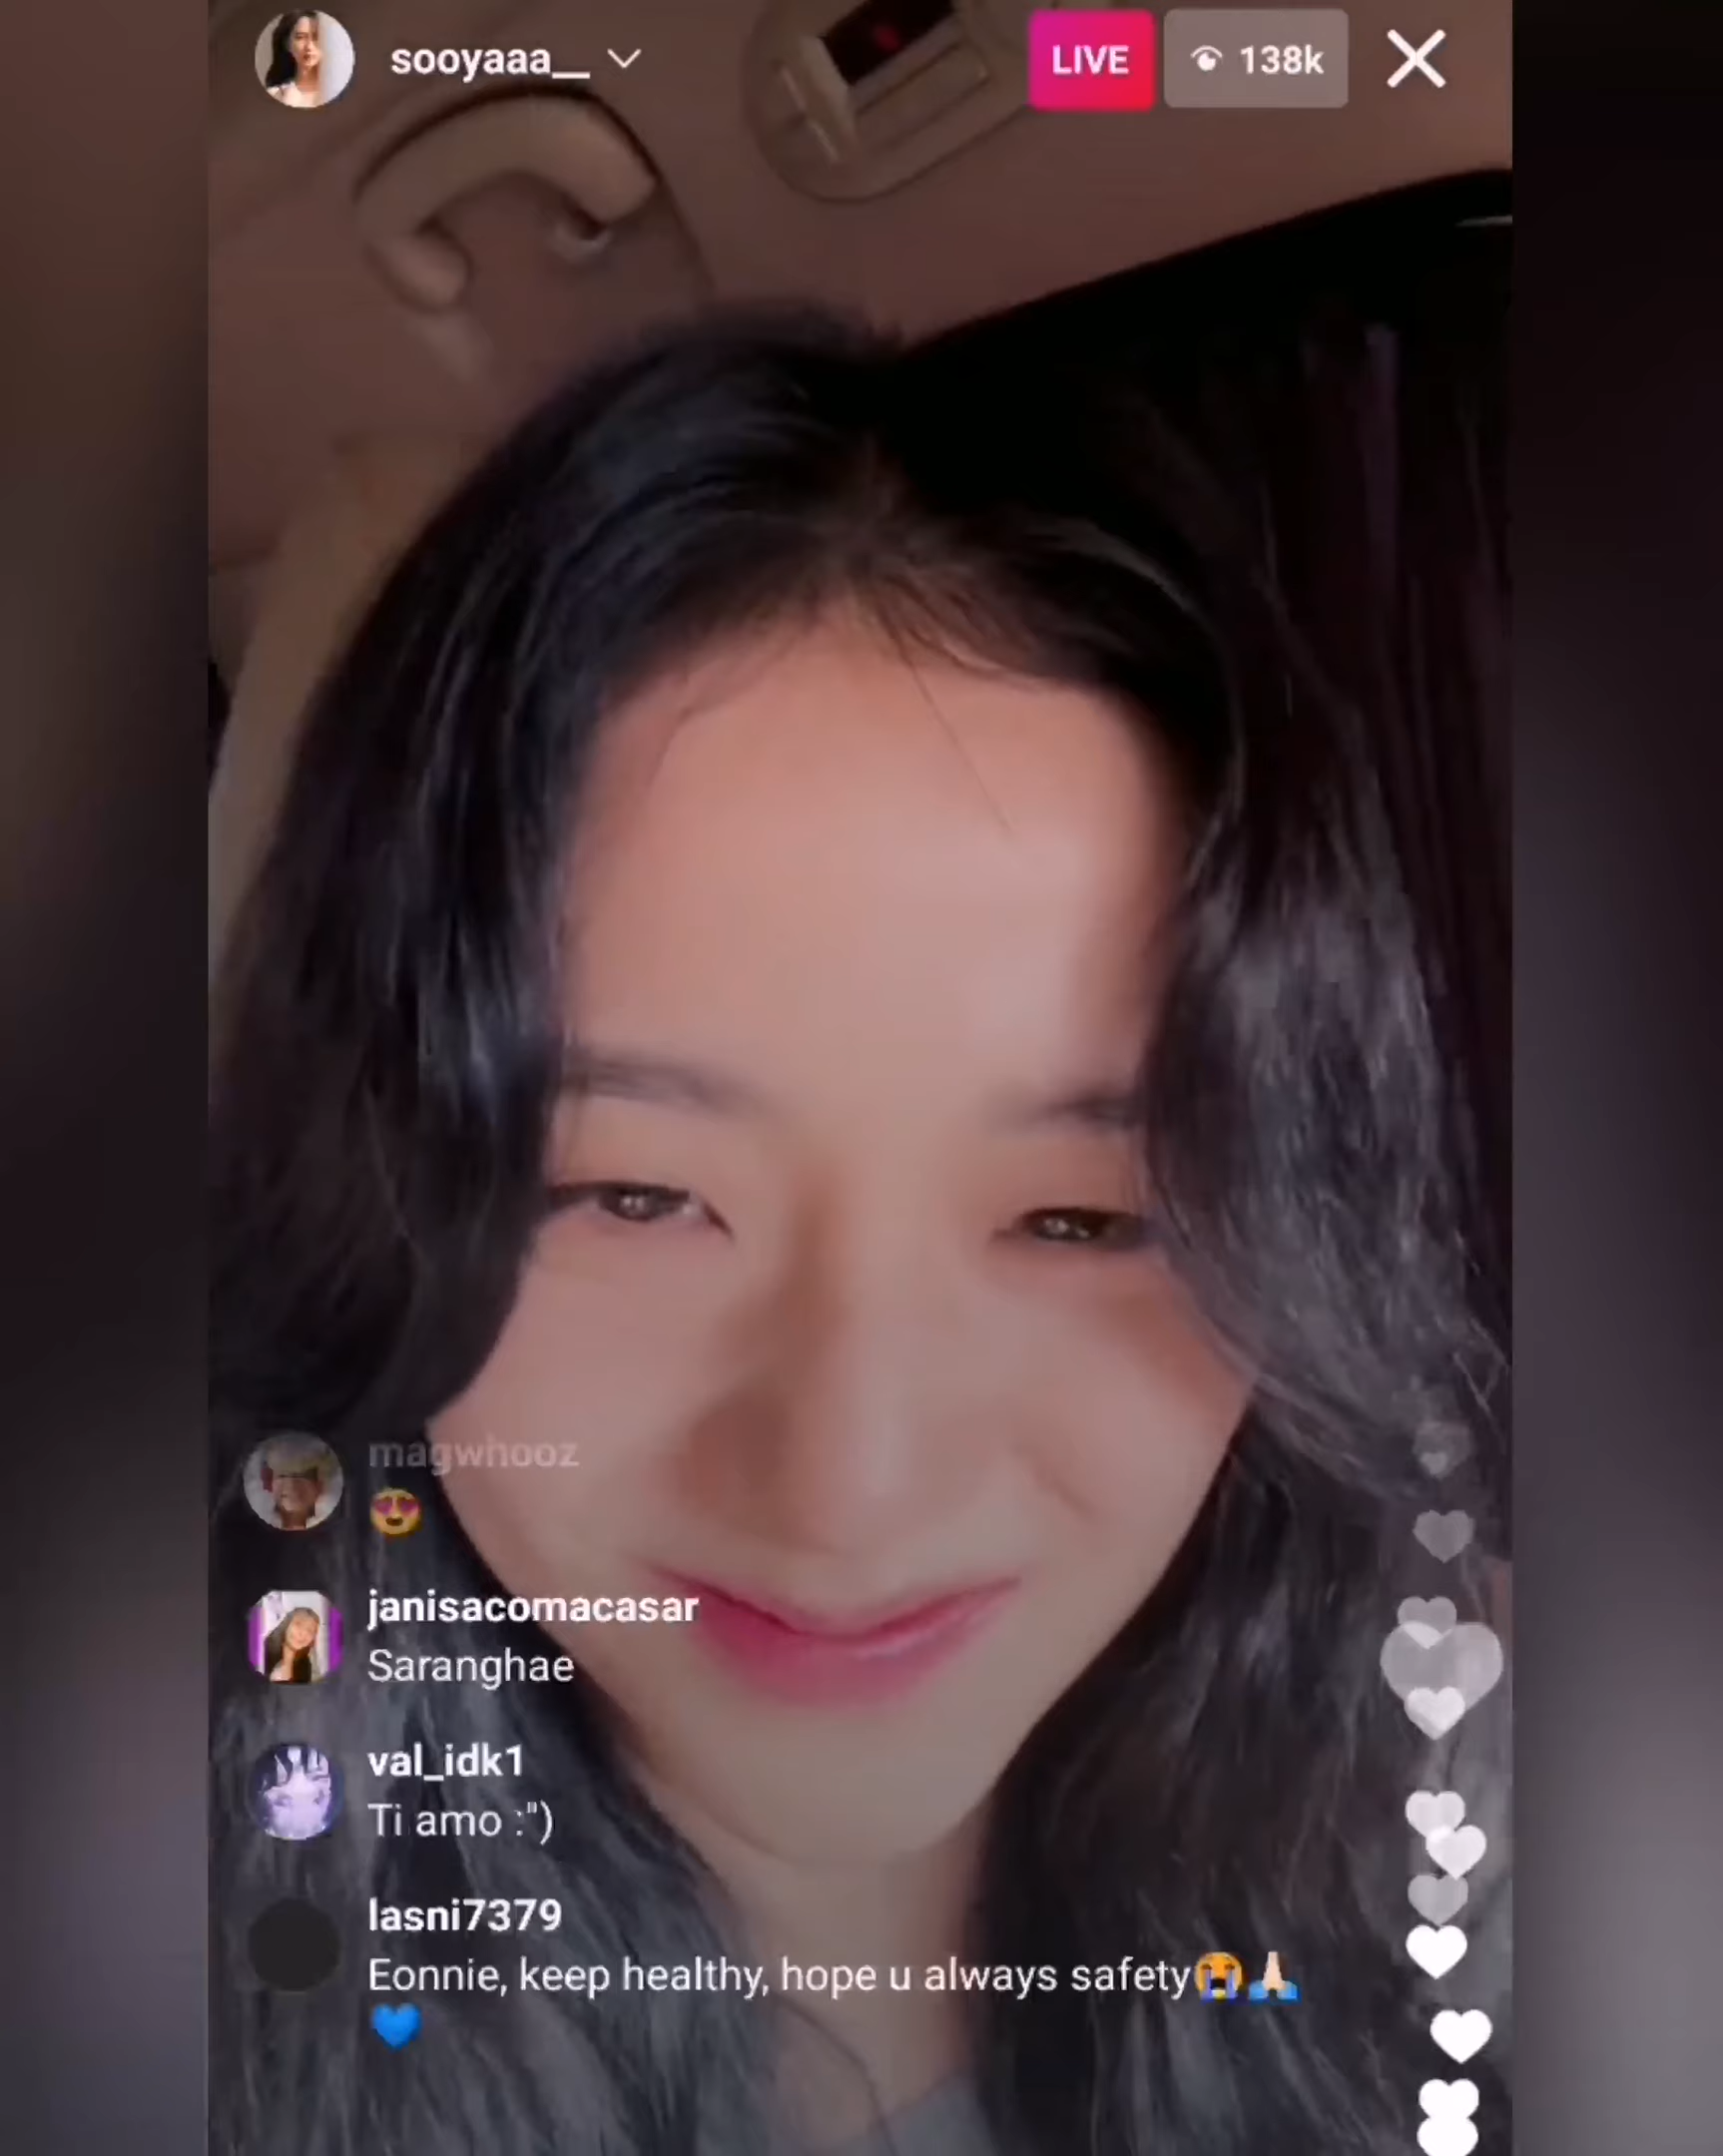 sooyaaa__
LIVE
138k
magwhooz
😍
janisacomacasar
Saranghae
val_idk1
Ti amo :")
lasni7379
Eonnie, keep healthy, hope u always safety😭🙏🏻
💙